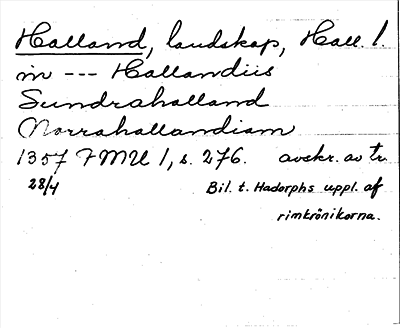 Halland, landskap, Hall. l.
in --- Hallandiis
Sundrahalland
Norrahallandiam
1357 FMU 1, s. 276. avskr. av tr.
28/4 Bil. t. Hadorphs uppl. af
rimkrönikorna.